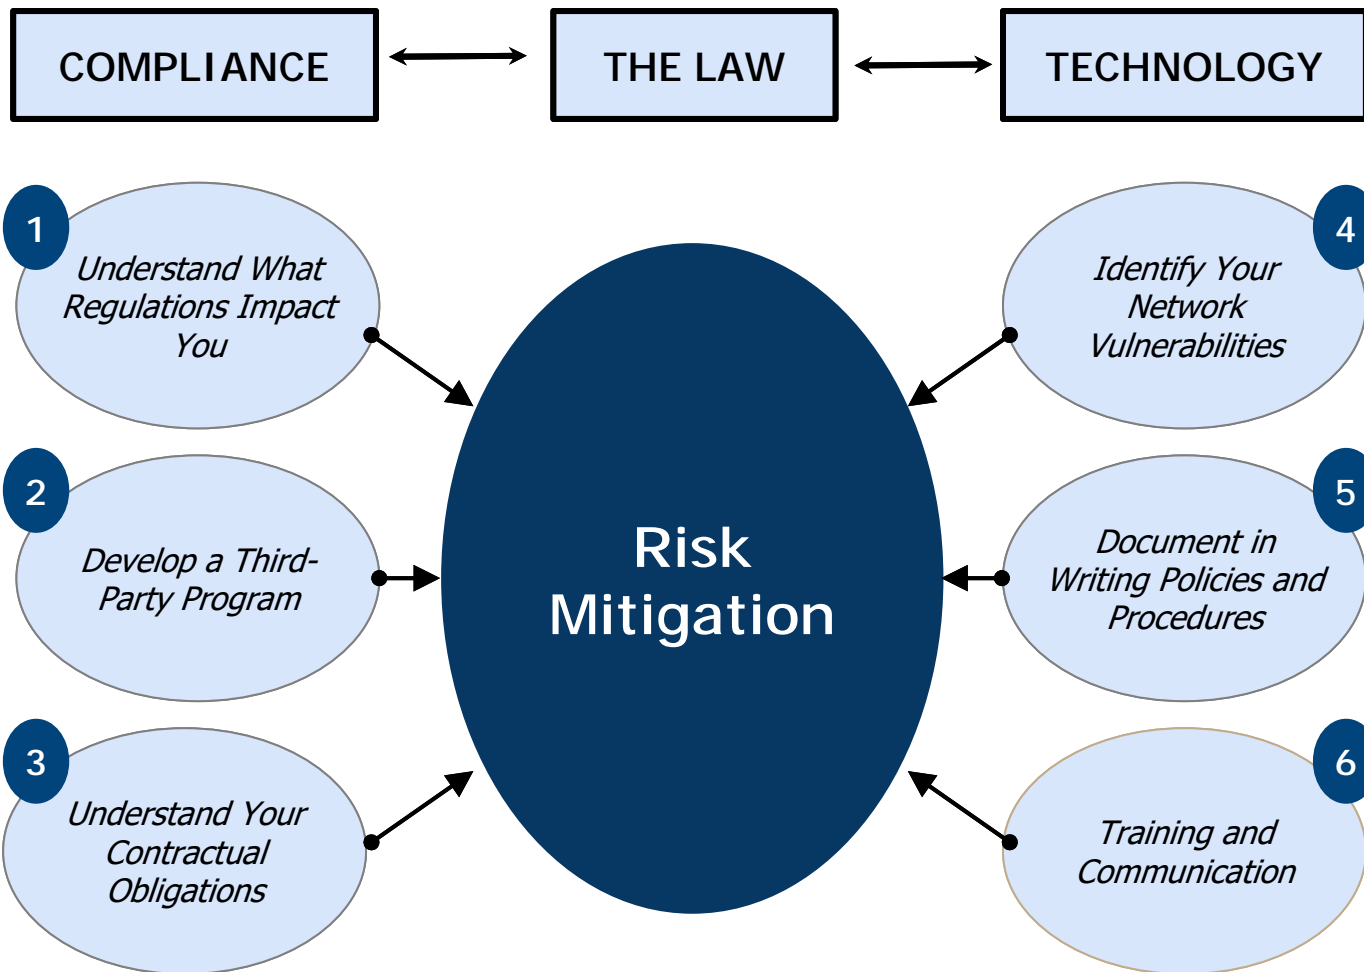 COMPLIANCE
THE LAW
TECHNOLOGY
1
Understand What
Regulations Impact
You
2
Develop a Third-
Party Program
3
Understand Your
Contractual
Obligations
Risk
Mitigation
4
Identify Your
Network
Vulnerabilities
5
Document in
Writing Policies and
Procedures
6
Training and
Communication